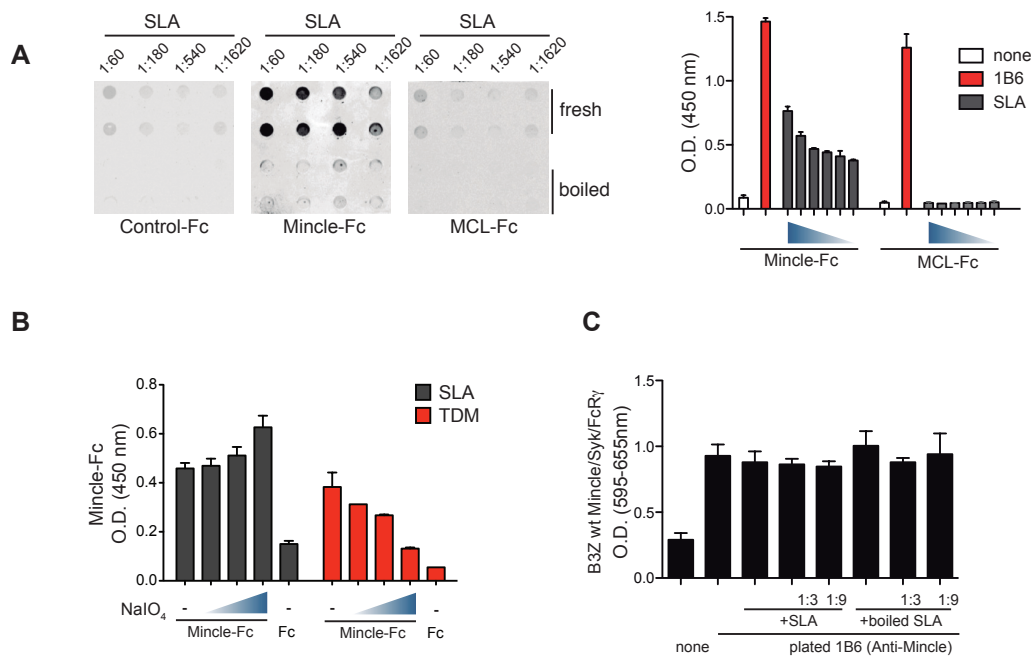 A
SLA
SLA
SLA
1:60 1:180 1:540 1:1620
1:60 1:180 1:540 1:1620
1:60 1:180 1:540 1:1620
fresh
boiled
Control-Fc
Mincle-Fc
MCL-Fc
O.D. (450 nm)
1.5
1.0
0.5
0.0
none
1B6
SLA
Mincle-Fc
MCL-Fc
B
Mincle-Fc
O.D. (450 nm)
0.8
0.6
0.4
0.2
0.0
SLA
TDM
NaIO4 - Fc - Fc
Mincle-Fc
Mincle-Fc
C
B3Z wt Mincle/Syk/FcRγ
O.D. (595-655nm)
1.5
1.0
0.5
0.0
1:3 1:9 1:3 1:9
+SLA
+boiled SLA
none
plated 1B6 (Anti-Mincle)